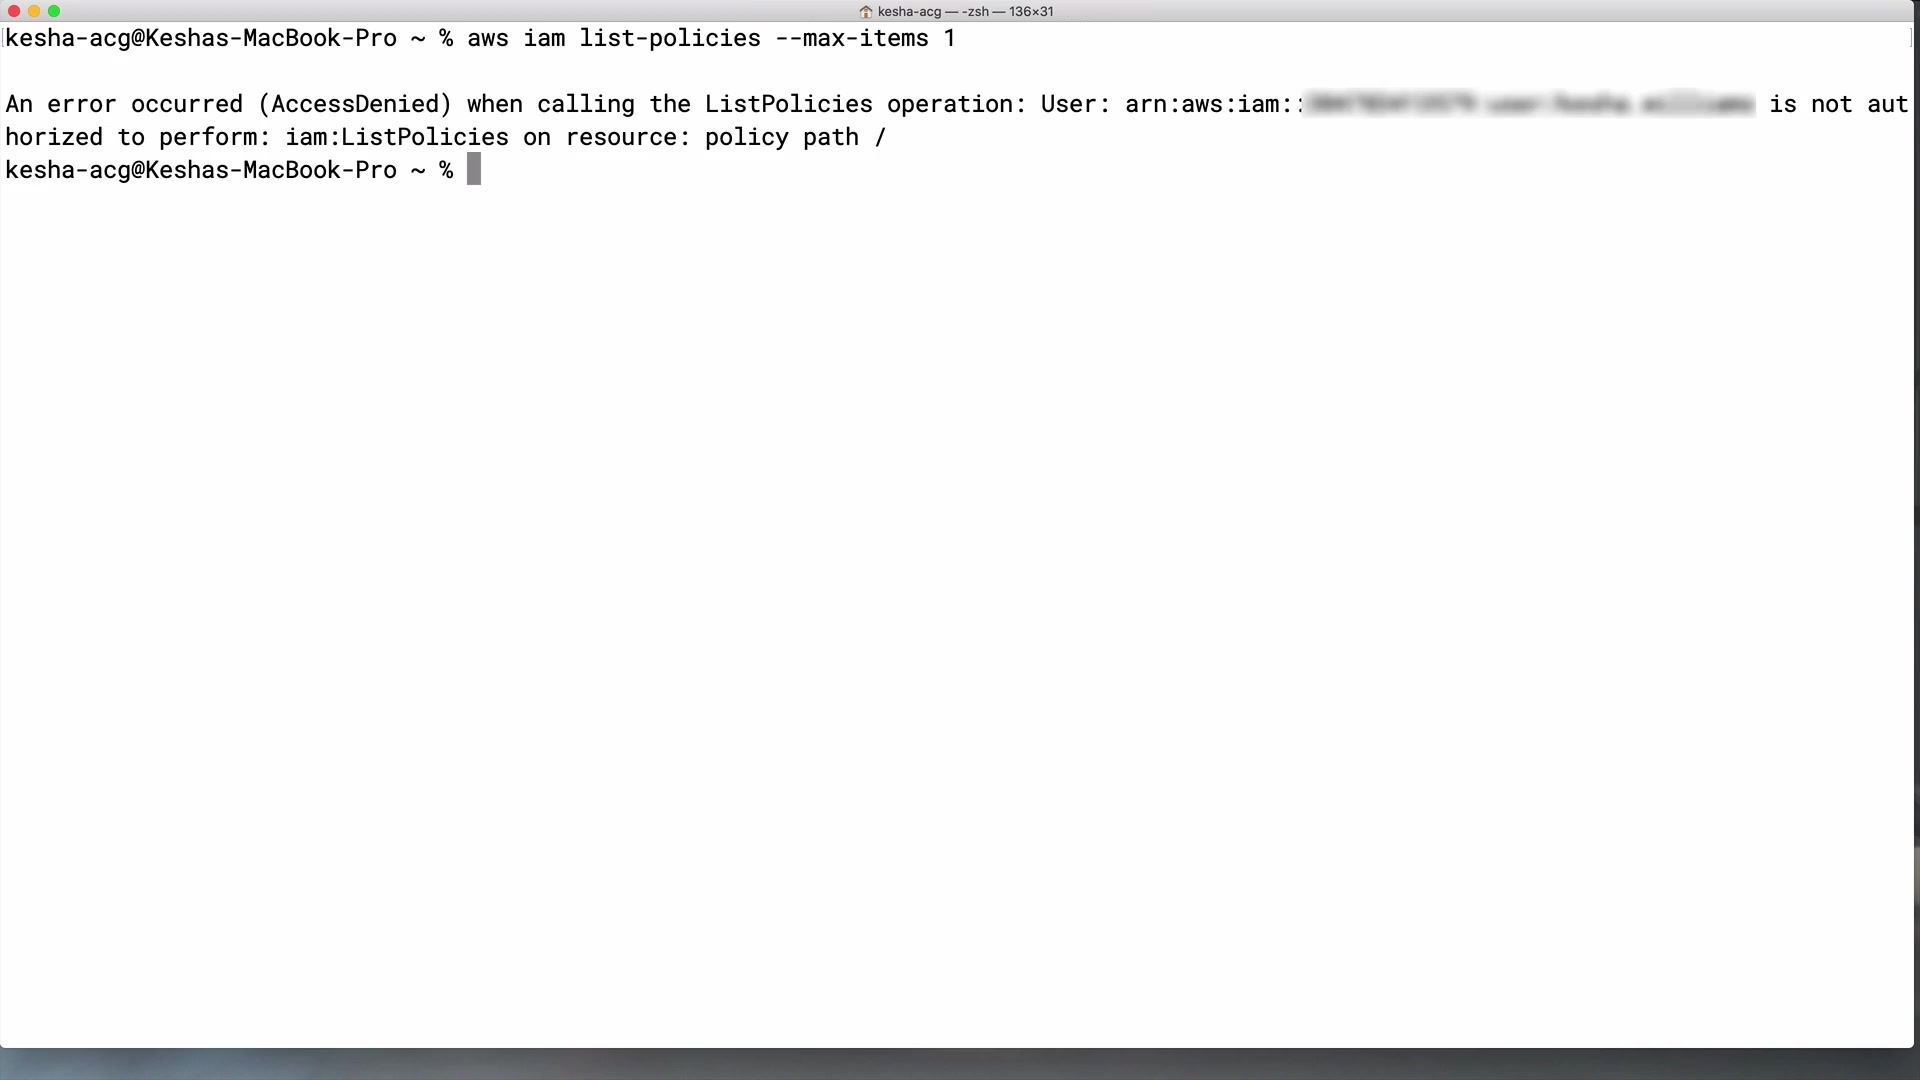 kesha-acg — -zsh — 136×31
kesha-acg@Keshas-MacBook-Pro ~ % aws iam list-policies --max-items 1
An error occurred (AccessDenied) when calling the ListPolicies operation: User: arn:aws:iam:: is not aut
horized to perform: iam:ListPolicies on resource: policy path /
kesha-acg@Keshas-MacBook-Pro ~ %